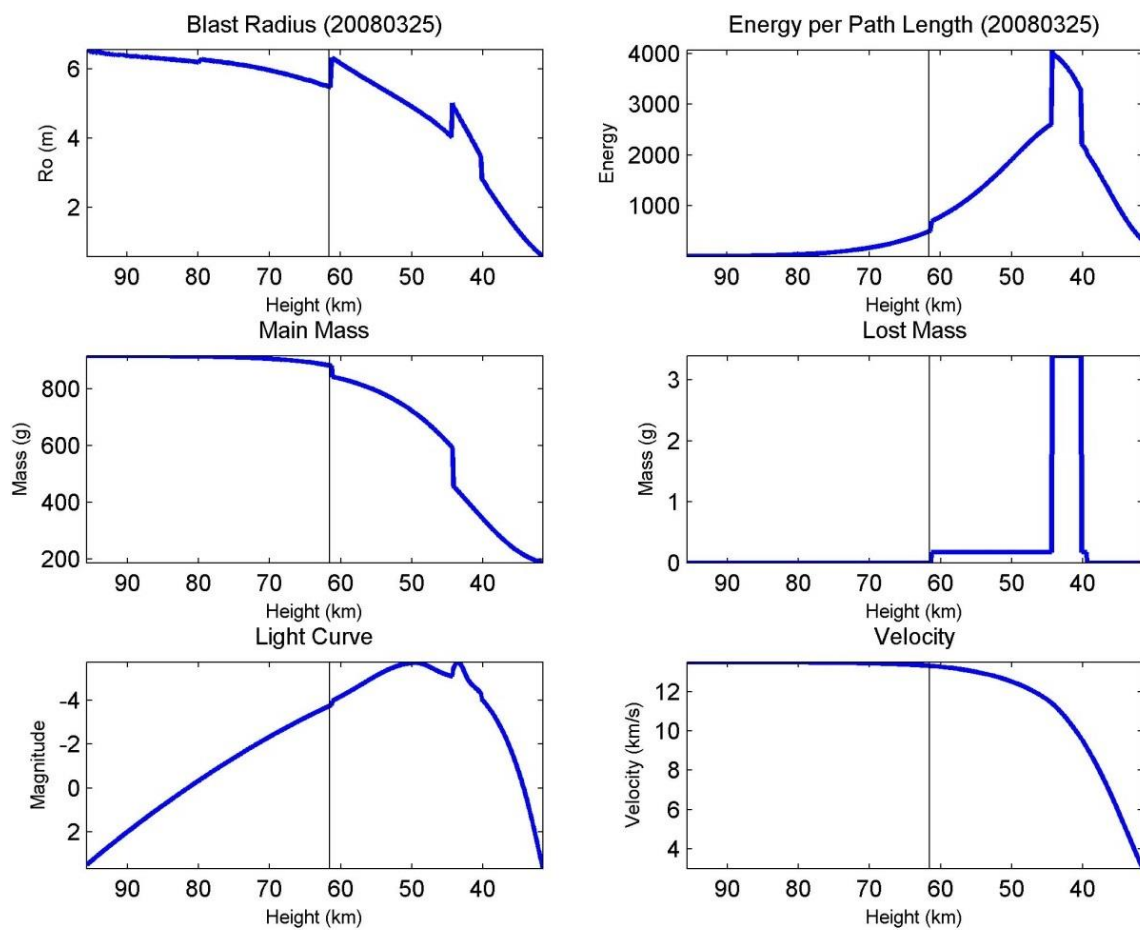 Blast Radius (20080325)
Ro (m)
6
4
2
90 80 70 60 50 40
Height (km)
Energy per Path Length (20080325)
Energy
4000
3000
2000
1000
90 80 70 60 50 40
Height (km)
Main Mass
Mass (g)
800
600
400
200
90 80 70 60 50 40
Height (km)
Lost Mass
Mass (g)
3
2
1
0
90 80 70 60 50 40
Height (km)
Light Curve
Magnitude
-4
-2
0
2
90 80 70 60 50 40
Height (km)
Velocity
Velocity (km/s)
12
10
8
6
4
90 80 70 60 50 40
Height (km)